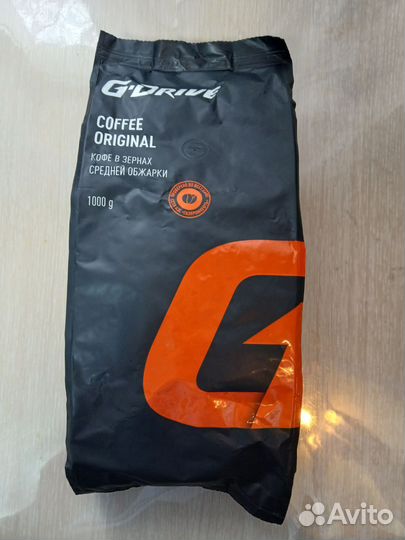 G-DRIVE
COFFEE
ORIGINAL
КОФЕ В ЗЕРНАХ
СРЕДНЕЙ ОБЖАРКИ
1000 g
Avito